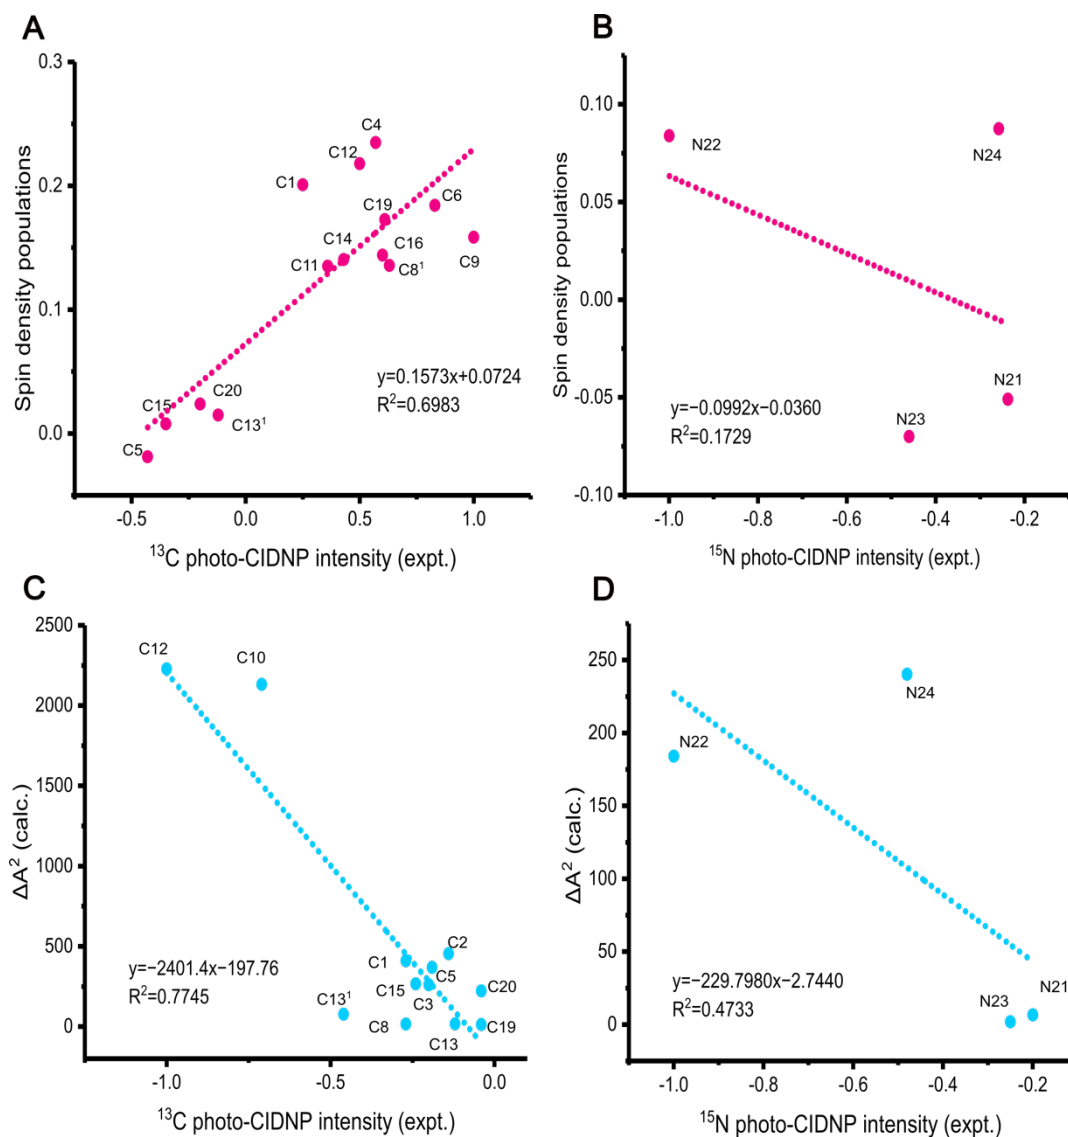 A
0.3
0.2
0.1
0.0
Spin density populations
C4
C12
C1
C6
C19
C14
C16
C11
C8¹
C9
C20
C15
C13¹
C5
y=0.1573x+0.0724
R²=0.6983
-0.5 0.0 0.5 1.0
¹³C photo-CIDNP intensity (expt.)
B
0.10
0.05
0.00
-0.05
-0.10
Spin density populations
N22
N24
N21
N23
y=−0.0992x−0.0360
R²=0.1729
-1.0 -0.8 -0.6 -0.4 -0.2
¹⁵N photo-CIDNP intensity (expt.)
C
2500
2000
1500
1000
500
0
ΔA² (calc.)
C12
C10
C2
C1
C5
C15
C3
C20
C13¹
C8
C13
C19
y=−2401.4x−197.76
R²=0.7745
-1.0 -0.5 0.0
¹³C photo-CIDNP intensity (expt.)
D
250
200
150
100
50
0
ΔA² (calc.)
N24
N22
N21
N23
y=−229.7980x−2.7440
R²=0.4733
-1.0 -0.8 -0.6 -0.4 -0.2
¹⁵N photo-CIDNP intensity (expt.)